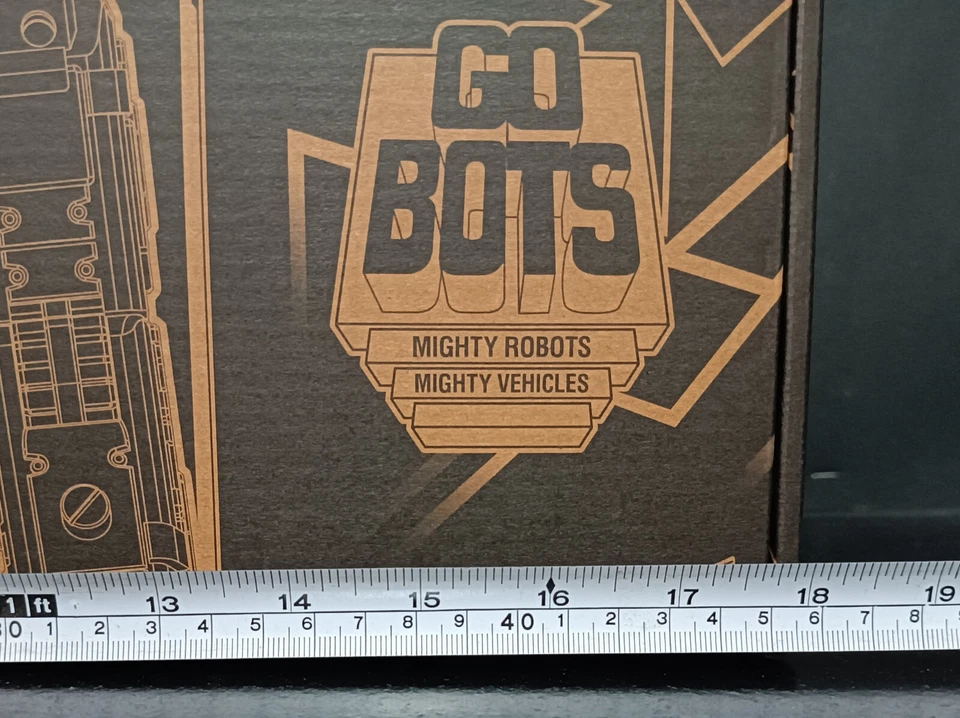 GO
BOTS
MIGHTY ROBOTS
MIGHTY VEHICLES
1 ft 13 14 15 16 17 18 19
30 1 2 3 4 5 6 7 8 9 40 1 2 3 4 5 6 7 8